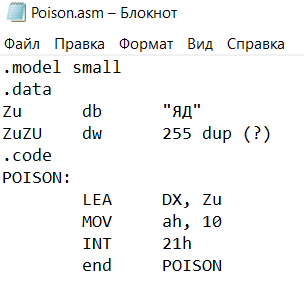 Poison.asm – Блокнот
Файл Правка Формат Вид Справка
.model small
.data
Zu db "ЯД"
ZuZU dw 255 dup (?)
.code
POISON:
LEA DX, Zu
MOV ah, 10
INT 21h
end POISON